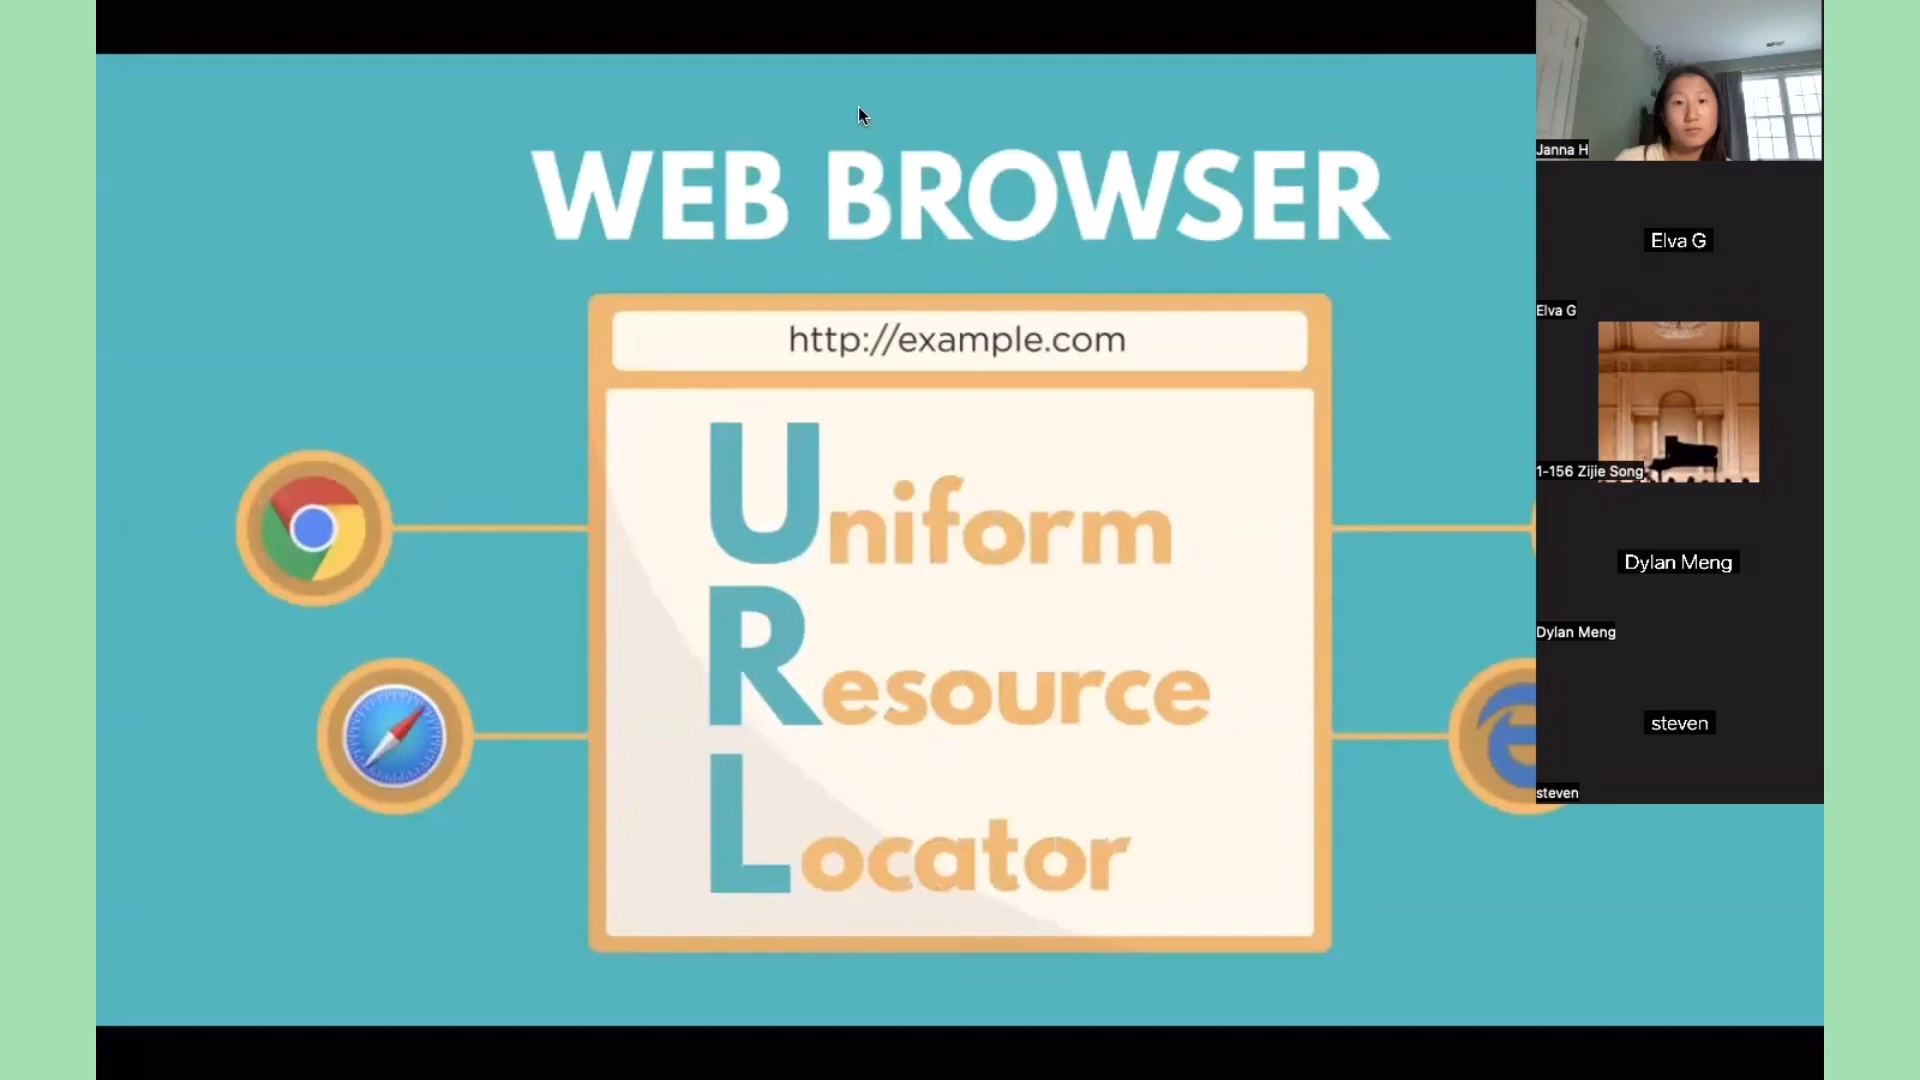 WEB BROWSER
http://example.com
Uniform
Resource
Locator
Janna H
Elva G
Elva G
1-156 Zijie Song
Dylan Meng
Dylan Meng
steven
steven